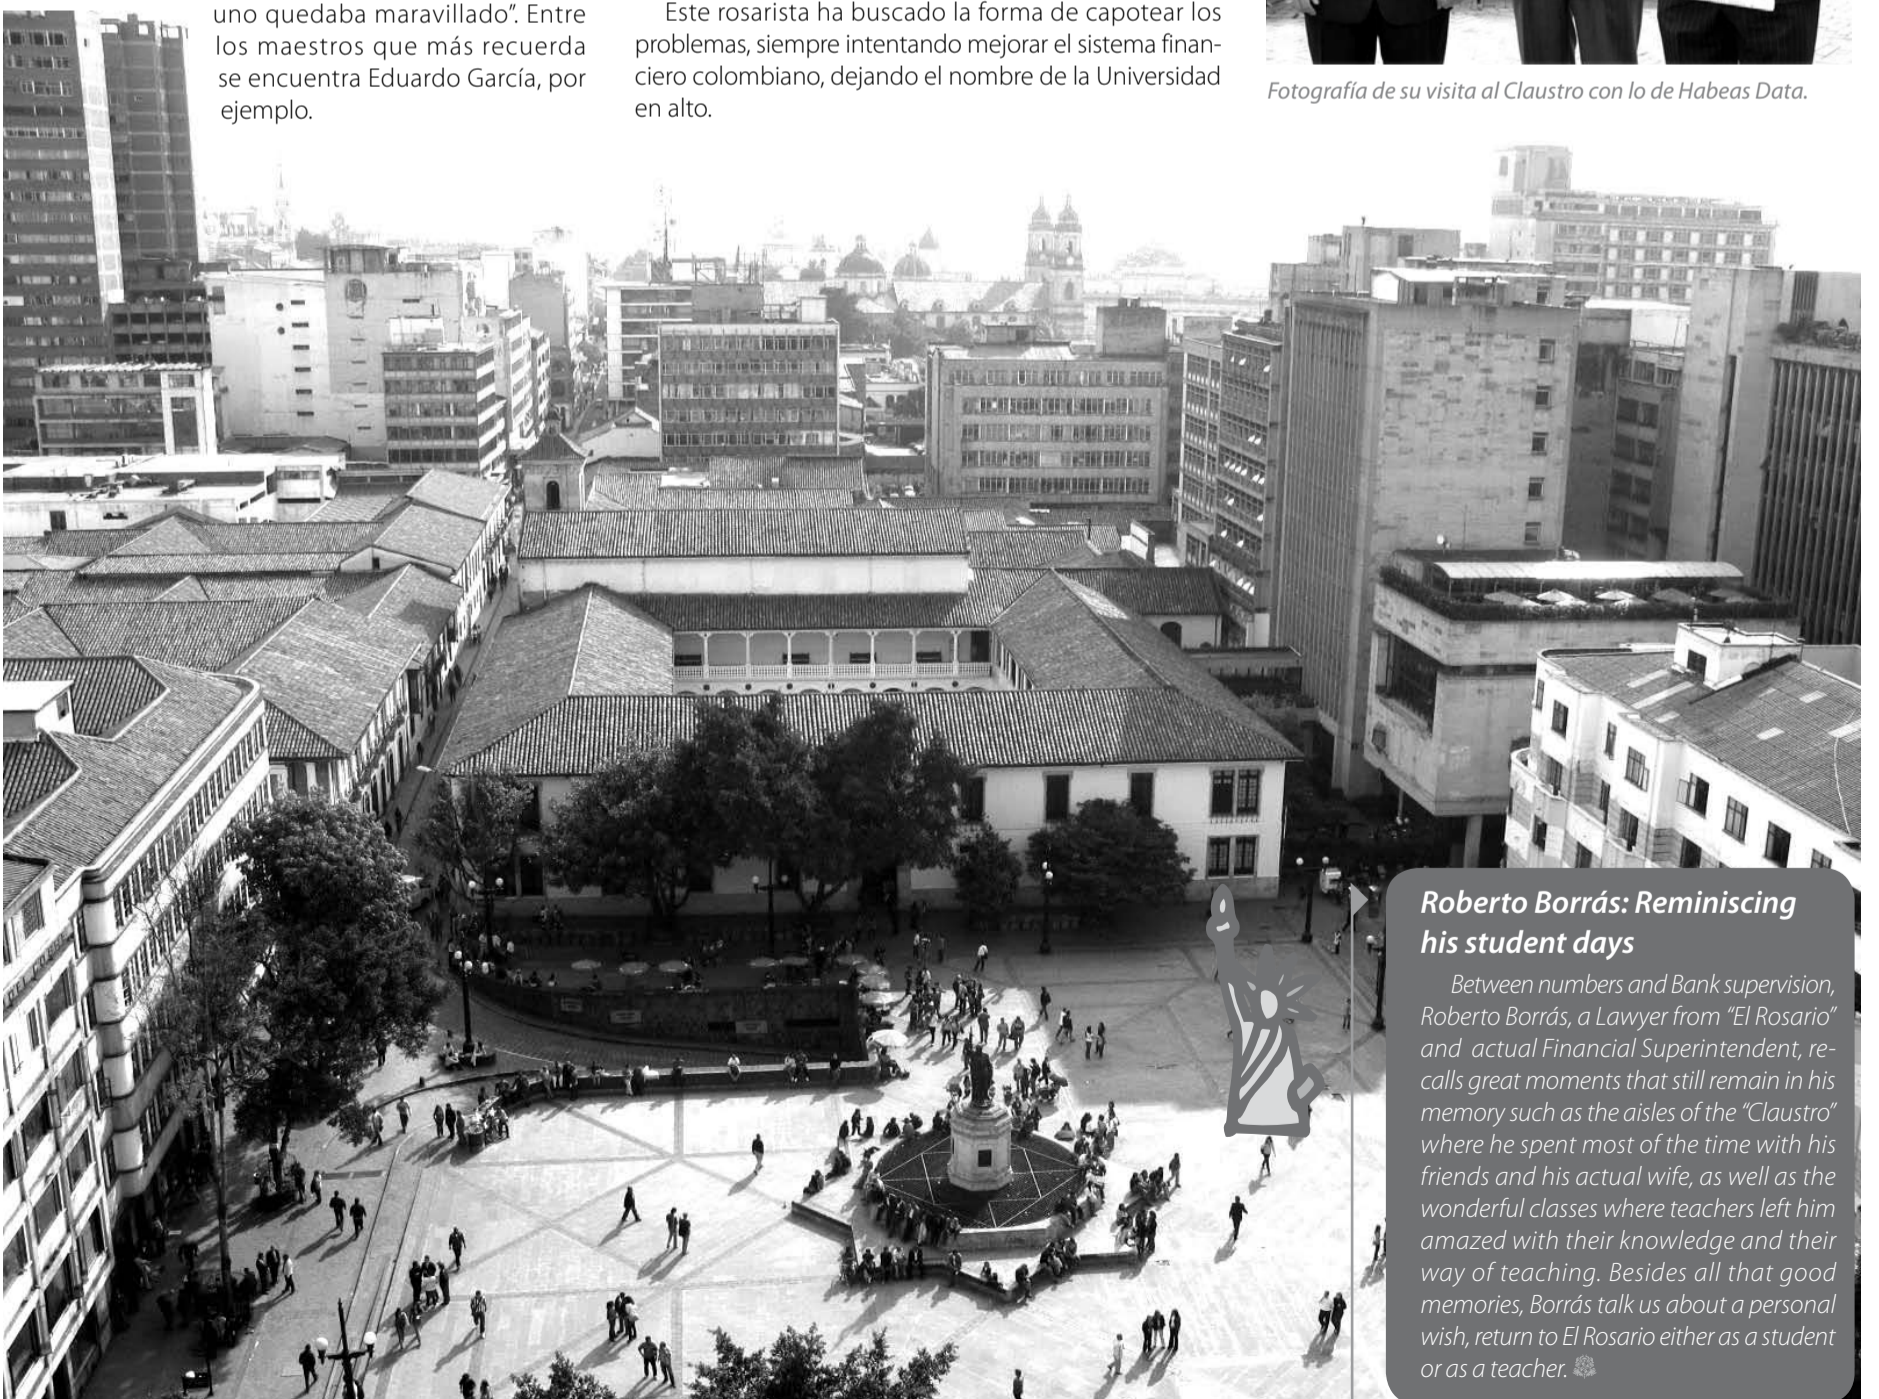 uno quedaba maravillado”. Entre
los maestros que más recuerda
se encuentra Eduardo García, por
ejemplo.
Este rosarista ha buscado la forma de capotear los
problemas, siempre intentando mejorar el sistema finan-
ciero colombiano, dejando el nombre de la Universidad
en alto.
Fotografía de su visita al Claustro con lo de Habeas Data.
Roberto Borrás: Reminiscing
his student days
Between numbers and Bank supervision,
Roberto Borrás, a Lawyer from “El Rosario”
and actual Financial Superintendent, re-
calls great moments that still remain in his
memory such as the aisles of the “Claustro”
where he spent most of the time with his
friends and his actual wife, as well as the
wonderful classes where teachers left him
amazed with their knowledge and their
way of teaching. Besides all that good
memories, Borrás talk us about a personal
wish, return to El Rosario either as a student
or as a teacher.